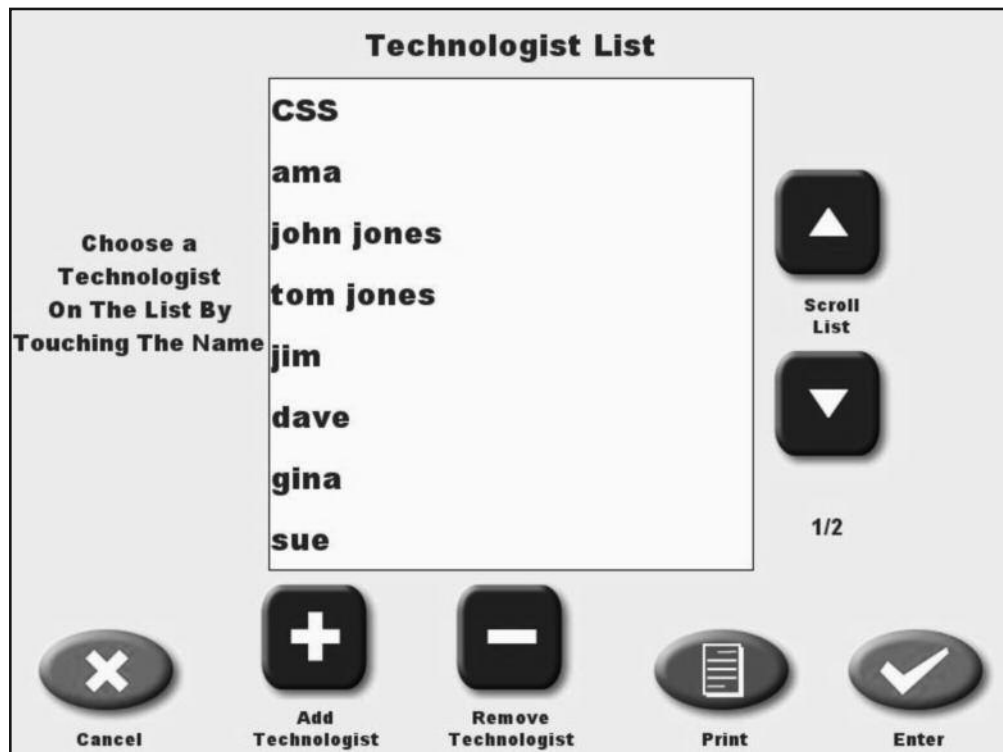 Technologist List
CSS
ama
john jones
tom jones
jim
dave
gina
sue
Choose a
Technologist
On The List By
Touching The Name
Scroll
List
1/2
Cancel
Add
Technologist
Remove
Technologist
Print
Enter